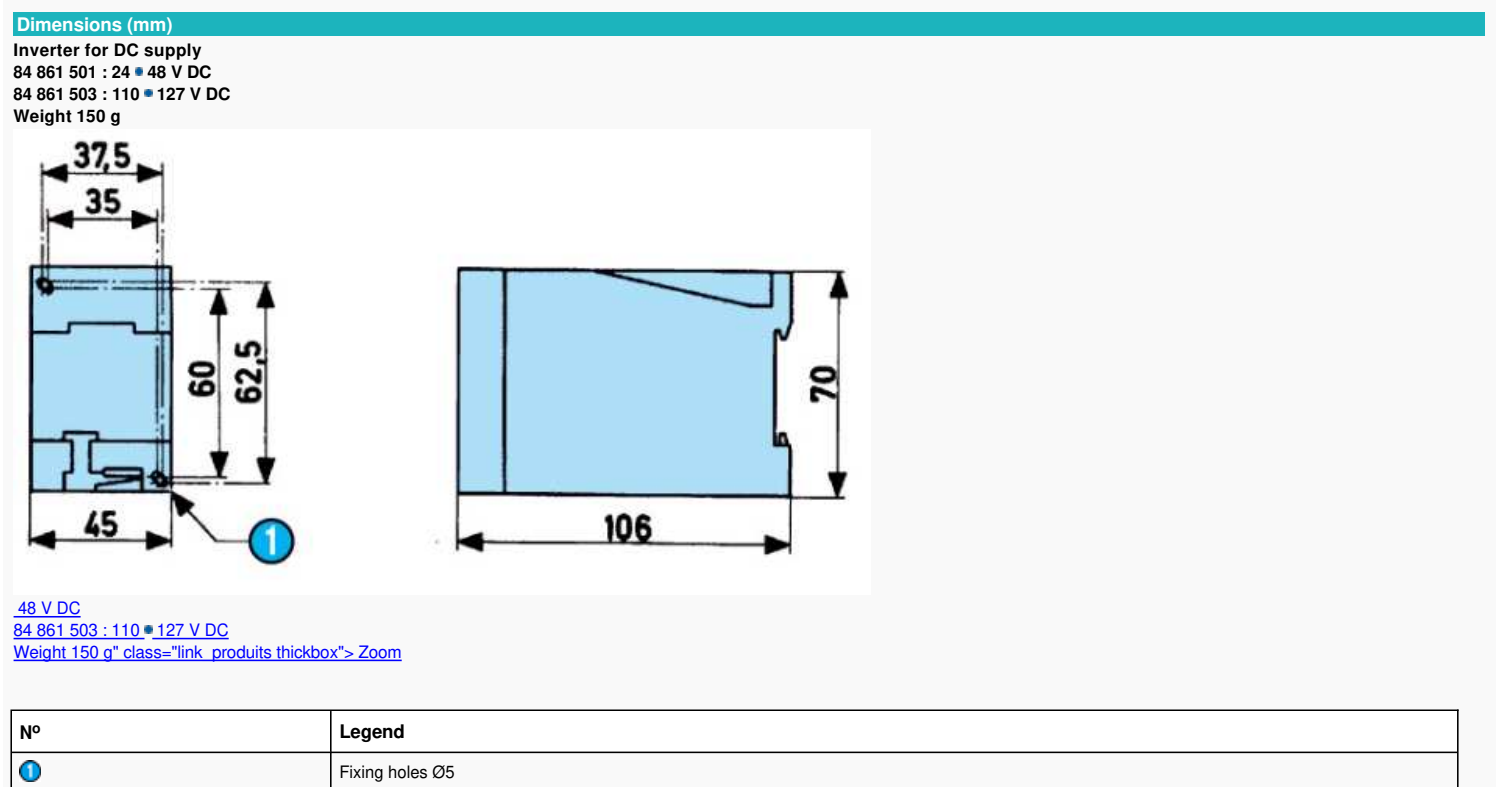 Dimensions (mm)
Inverter for DC supply
84 861 501 : 24 • 48 V DC
84 861 503 : 110 • 127 V DC
Weight 150 g
37,5
35
60
62,5
45
1
70
106
48 V DC
84 861 503 : 110 • 127 V DC
Weight 150 g" class="link_produits thickbox"> Zoom
Nº Legend
1 Fixing holes Ø5